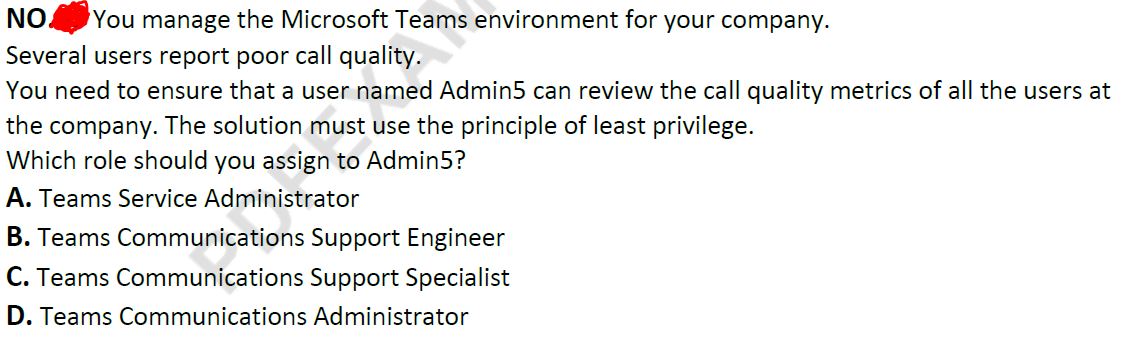 NO. You manage the Microsoft Teams environment for your company.
Several users report poor call quality.
You need to ensure that a user named Admin5 can review the call quality metrics of all the users at
the company. The solution must use the principle of least privilege.
Which role should you assign to Admin5?
A. Teams Service Administrator
B. Teams Communications Support Engineer
C. Teams Communications Support Specialist
D. Teams Communications Administrator
PDFEXAM